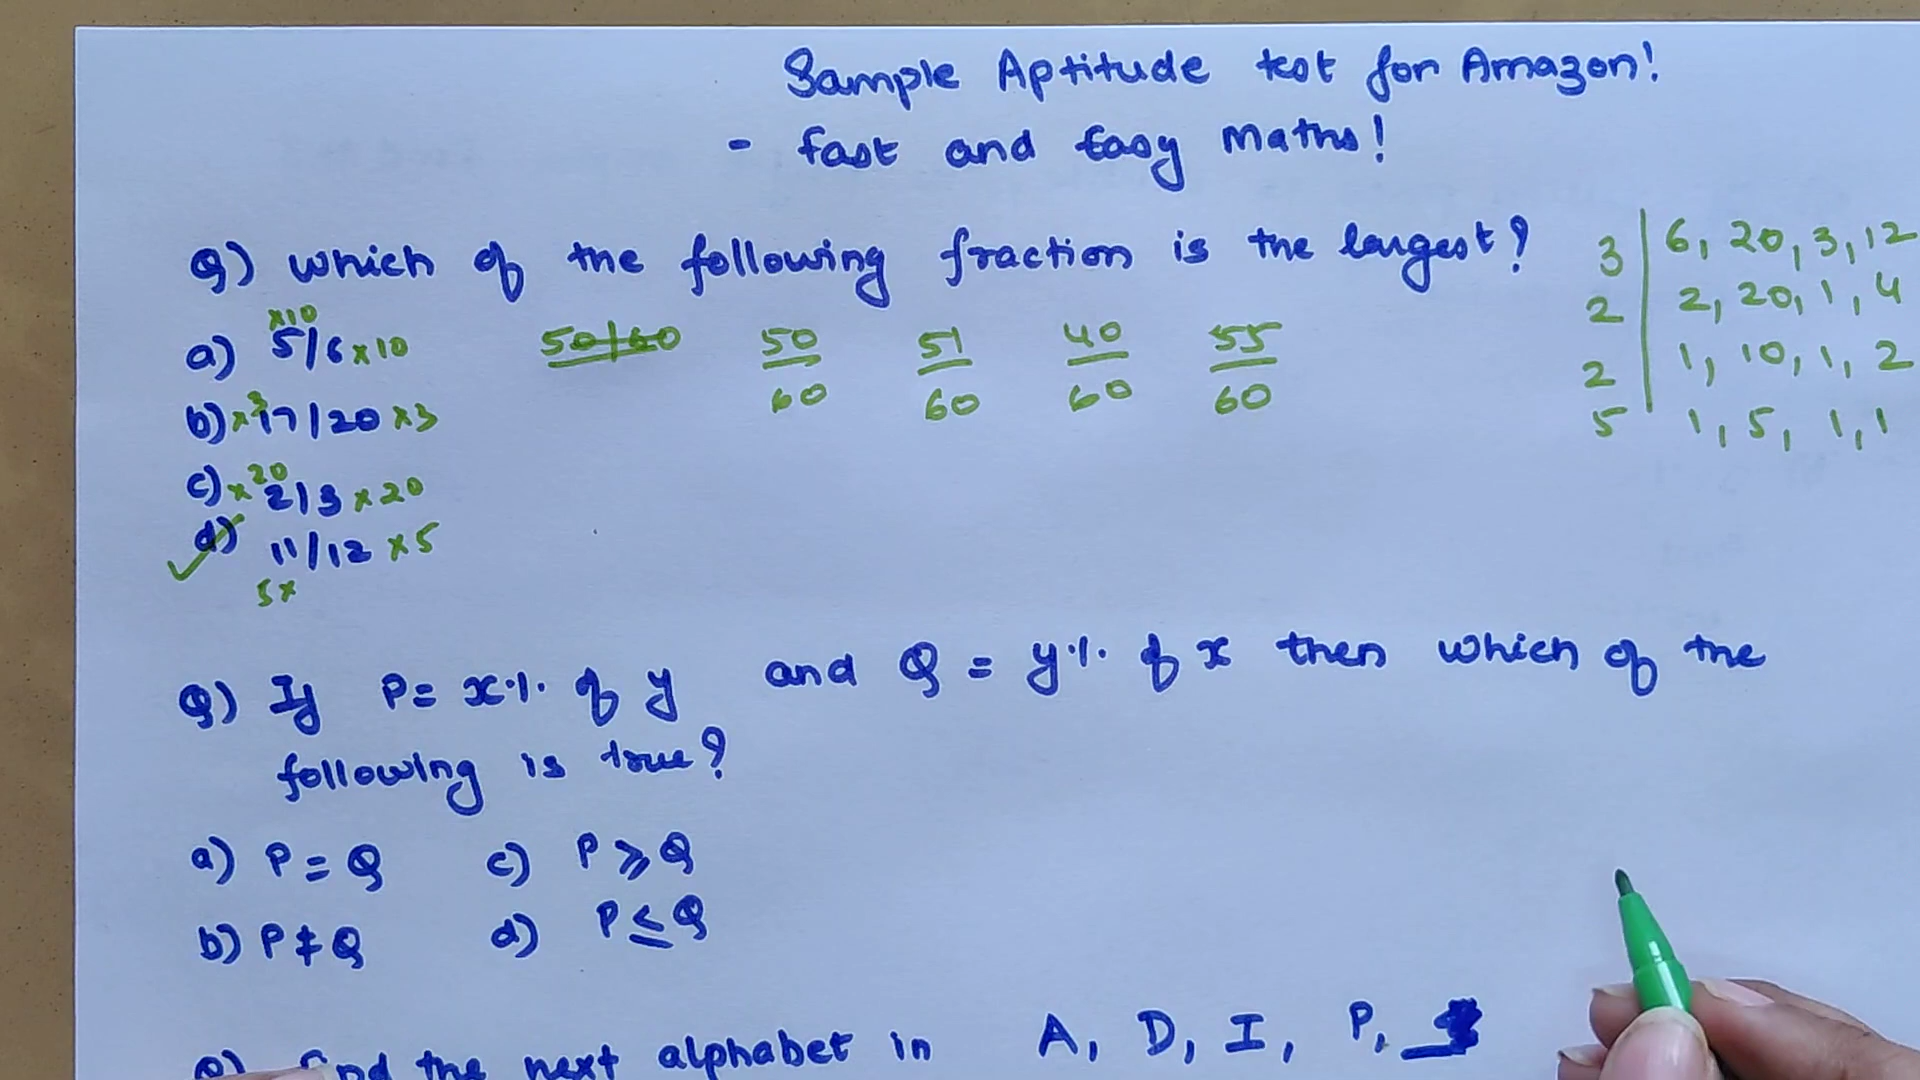 Sample Aptitude test for Amazon!
- fast and Easy Maths!
Q) which of the following fraction is the largest?
a) 5/6 x10
x10
50/60
50/60 51/60 40/60 55/60
b) 17/20 x3
x3
c) 2/3 x20
x20
d) 11/12 x5
5x
3 | 6, 20, 3, 12
2 | 2, 20, 1, 4
2 | 1, 10, 1, 2
5 | 1, 5, 1, 1
Q) If P = x% of y and Q = y% of x then which of the
following is true?
a) P = Q c) P ≥ Q
b) P ≠ Q d) P ≤ Q
Q) Find the next alphabet in A, D, I, P, _